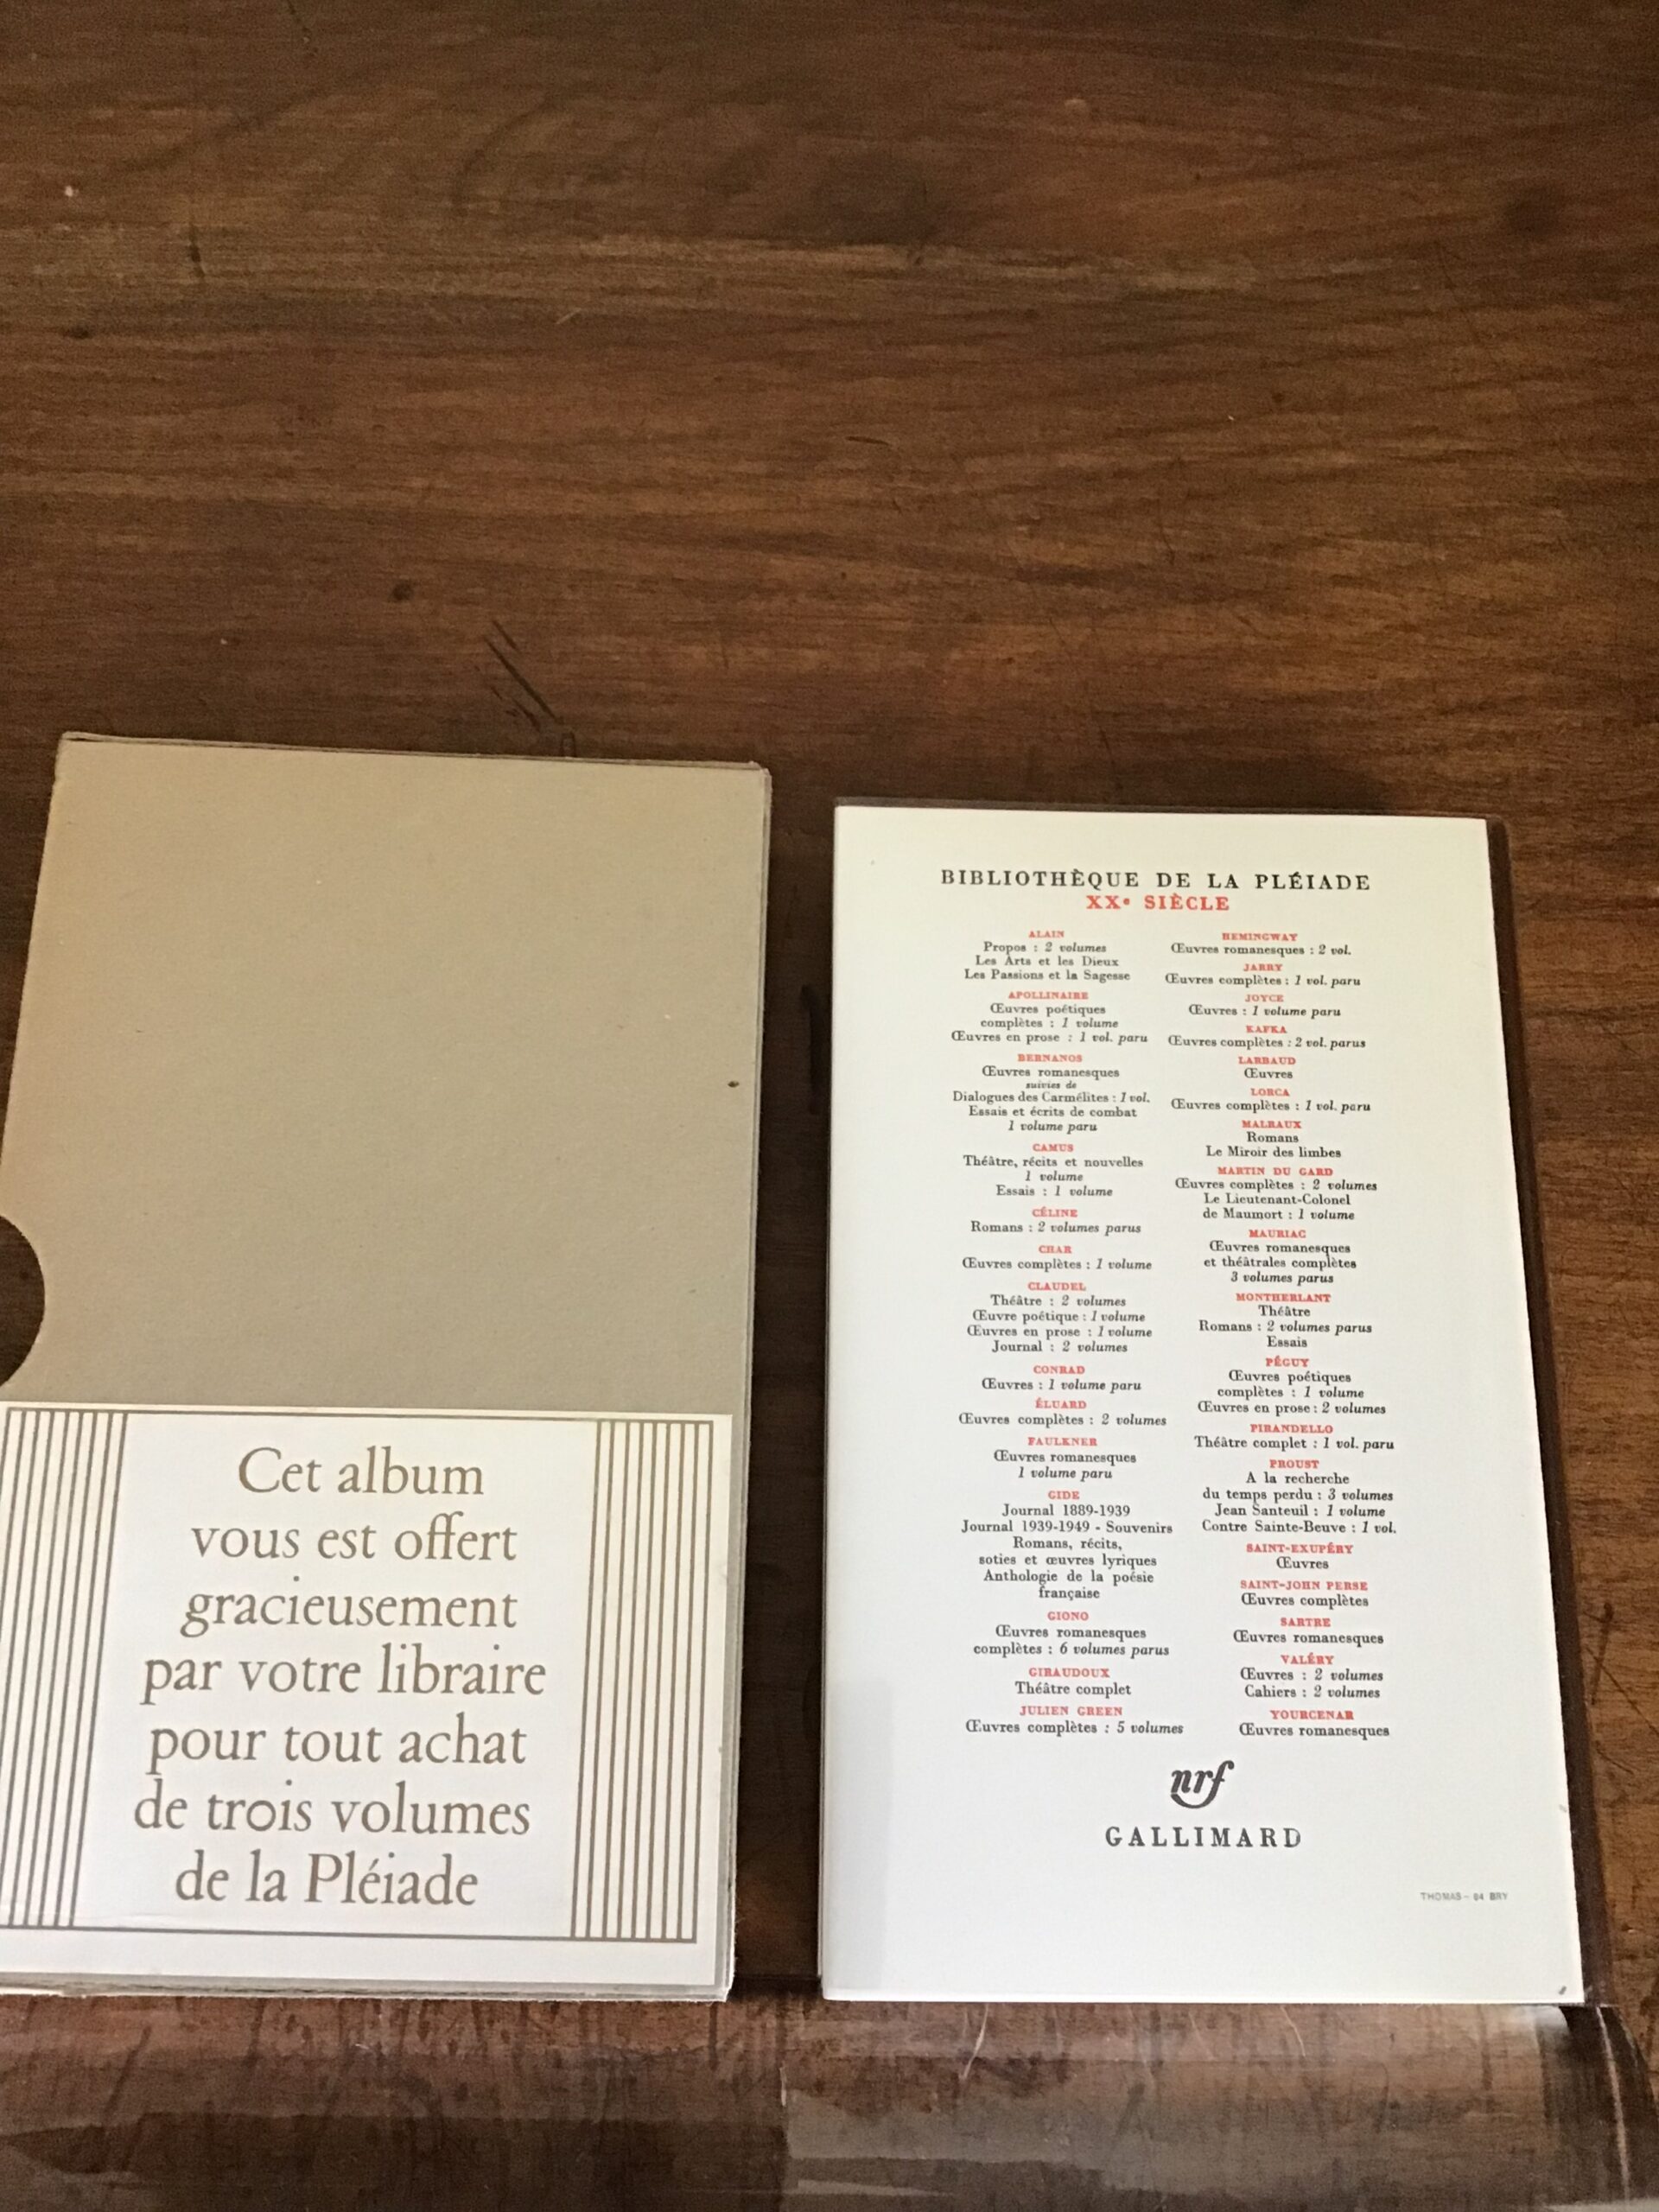 Cet album
vous est offert
gracieusement
par votre libraire
pour tout achat
de trois volumes
de la Pléiade
BIBLIOTHÈQUE DE LA PLÉIADE
XXe SIÈCLE
ALAIN
Propos : 2 volumes
Les Arts et les Dieux
Les Passions et la Sagesse
APOLLINAIRE
Œuvres poétiques
complètes : 1 volume
Œuvres en prose : 1 vol. paru
BERNANOS
Œuvres romanesques
suivies de
Dialogues des Carmélites : 1 vol.
Essais et écrits de combat
1 volume paru
CAMUS
Théâtre, récits et nouvelles
1 volume
Essais : 1 volume
CÉLINE
Romans : 2 volumes parus
CHAR
Œuvres complètes : 1 volume
CLAUDEL
Théâtre : 2 volumes
Œuvre poétique : 1 volume
Œuvres en prose : 1 volume
Journal : 2 volumes
CONRAD
Œuvres : 1 volume paru
ÉLUARD
Œuvres complètes : 2 volumes
FAULKNER
Œuvres romanesques
1 volume paru
GIDE
Journal 1889-1939
Journal 1939-1949 - Souvenirs
Romans, récits,
soties et œuvres lyriques
Anthologie de la poésie
française
GIONO
Œuvres romanesques
complètes : 6 volumes parus
GIRAUDOUX
Théâtre complet
JULIEN GREEN
Œuvres complètes : 5 volumes
HEMINGWAY
Œuvres romanesques : 2 vol.
JARRY
Œuvres complètes : 1 vol. paru
JOYCE
Œuvres : 1 volume paru
KAFKA
Œuvres complètes : 2 vol. parus
LARBAUD
Œuvres
LORCA
Œuvres complètes : 1 vol. paru
MALRAUX
Romans
Le Miroir des limbes
MARTIN DU GARD
Œuvres complètes : 2 volumes
Le Lieutenant-Colonel
de Maumort : 1 volume
MAURIAC
Œuvres romanesques
et théâtrales complètes
3 volumes parus
MONTHERLANT
Théâtre
Romans : 2 volumes parus
Essais
PÉGUY
Œuvres poétiques
complètes : 1 volume
Œuvres en prose : 2 volumes
PIRANDELLO
Théâtre complet : 1 vol. paru
PROUST
A la recherche
du temps perdu : 3 volumes
Jean Santeuil : 1 volume
Contre Sainte-Beuve : 1 vol.
SAINT-EXUPÉRY
Œuvres
SAINT-JOHN PERSE
Œuvres complètes
SARTRE
Œuvres romanesques
VALÉRY
Œuvres : 2 volumes
Cahiers : 2 volumes
YOURCENAR
Œuvres romanesques
nrf
GALLIMARD
THOMAS - 94 BRY